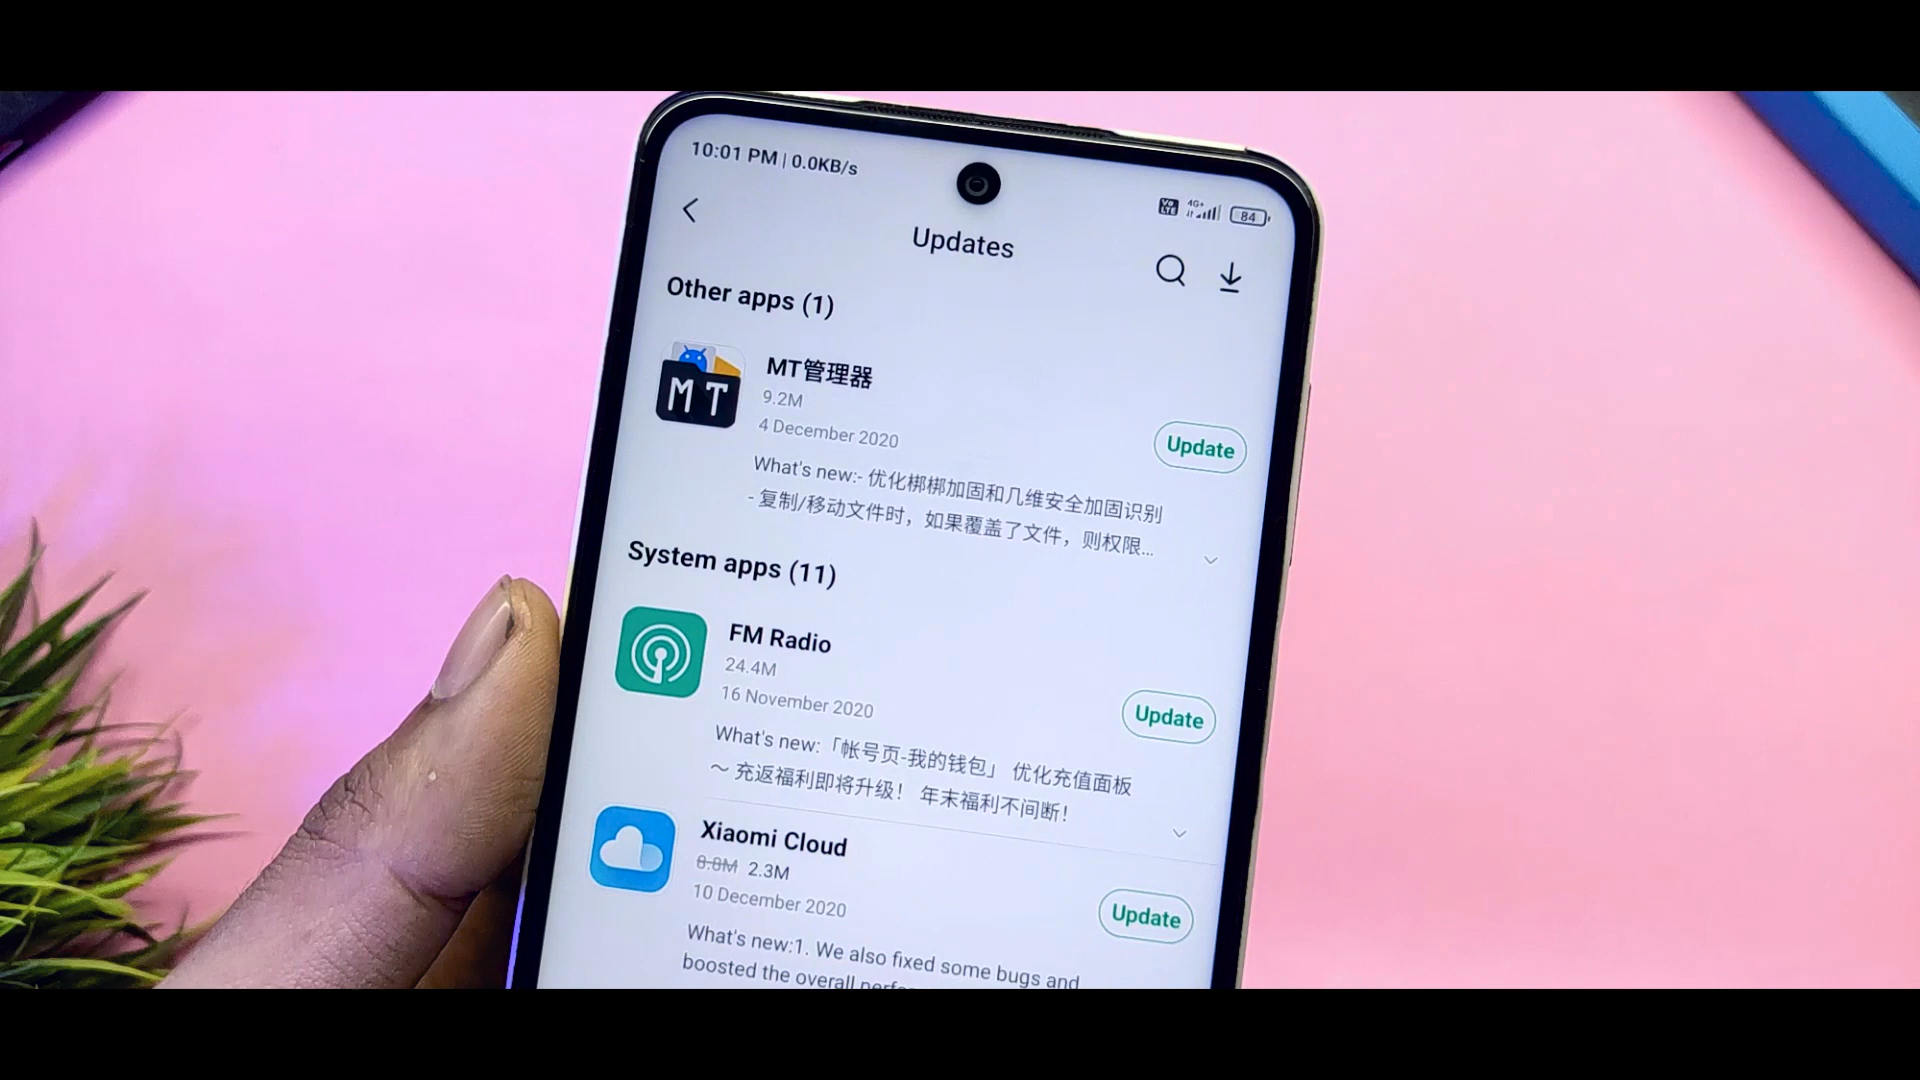 10:01 PM | 0.0KB/s
Vo LTE 4G+ 84
Updates
Other apps (1)
MT
MT管理器
9.2M
4 December 2020
Update
What's new:- 优化梆梆加固和几维安全加固识别
- 复制/移动文件时，如果覆盖了文件，则权限...
System apps (11)
FM Radio
24.4M
16 November 2020
Update
What's new:「帐号页-我的钱包」 优化充值面板
～ 充返福利即将升级！ 年末福利不间断！
Xiaomi Cloud
8.8M 2.3M
10 December 2020
Update
What's new:1. We also fixed some bugs and
boosted the overall